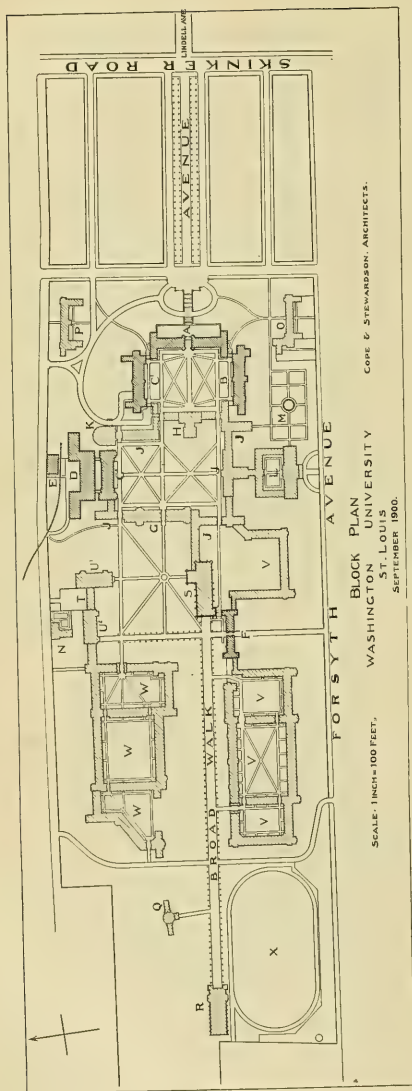 LINDELL AVE
SKINKER ROAD
AVENUE
P
A
O
C'
B
K
H
M
E
D
J
J
L
J
G
J
U'
T
U'
N
S
V
F
W
W
W
V
V
V
BROAD WALK
Q
R
X
FORSYTH AVENUE
BLOCK PLAN
WASHINGTON UNIVERSITY
ST. LOUIS
SEPTEMBER 1900.
COPE & STEWARDSON. ARCHITECTS.
SCALE- 1 INCH=100 FEET.